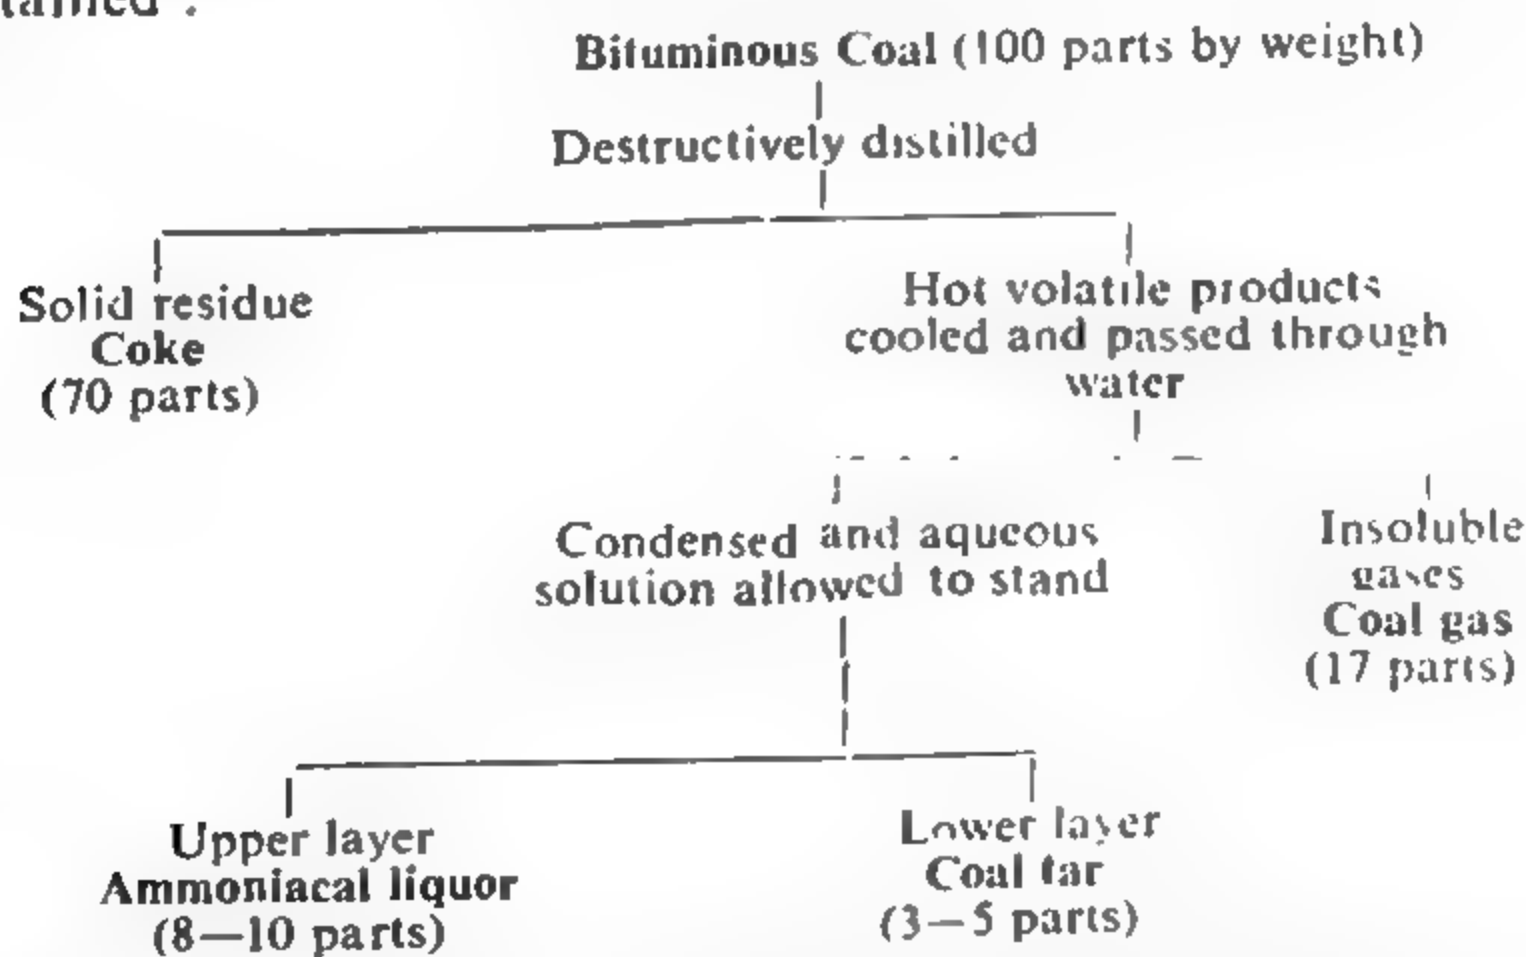 Bituminous Coal (100 parts by weight)
Destructively distilled
Solid residue
Coke
(70 parts)
Hot volatile products
cooled and passed through
water
Condensed and aqueous
solution allowed to stand
Insoluble
gases
Coal gas
(17 parts)
Upper layer
Ammoniacal liquor
(8—10 parts)
Lower layer
Coal tar
(3—5 parts)